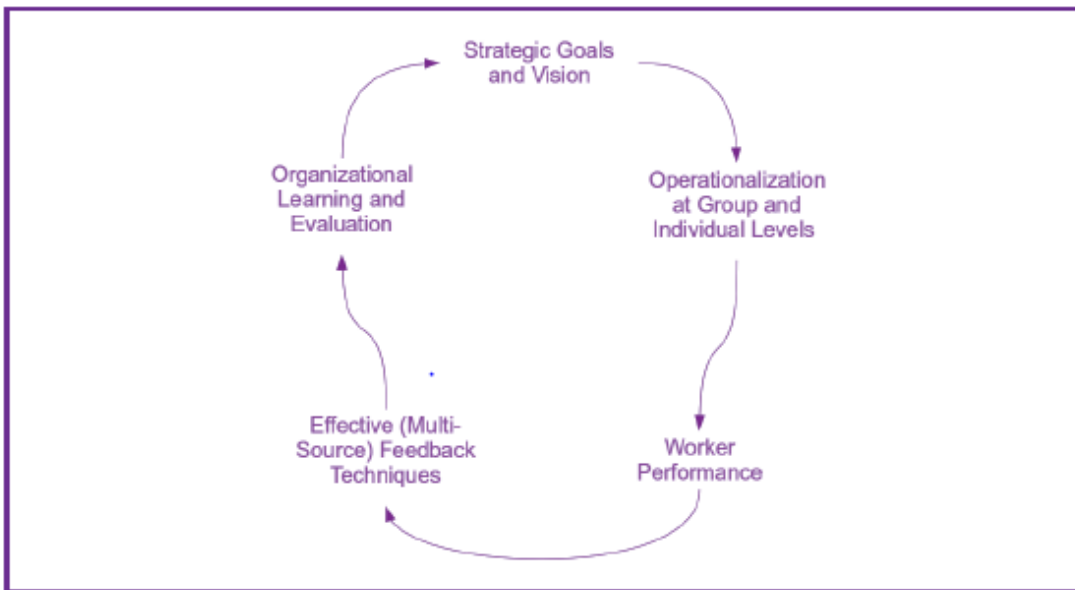 Strategic Goals
and Vision
Operationalization
at Group and
Individual Levels
Worker
Performance
Effective (Multi-
Source) Feedback
Techniques
Organizational
Learning and
Evaluation